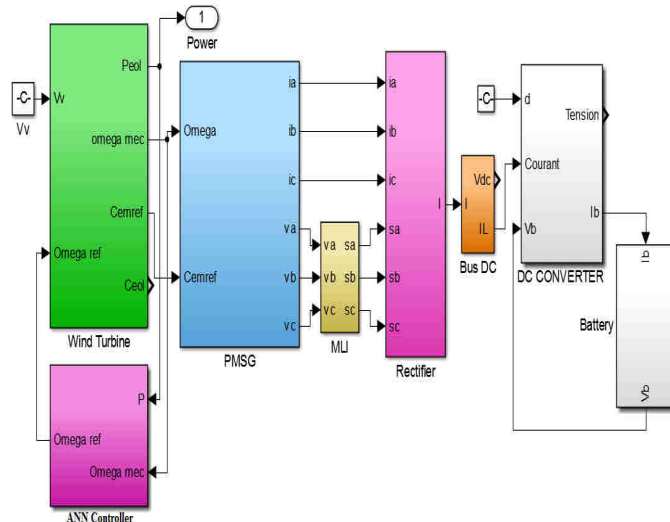 1
Power
-C-
Vv
Vv
Peol
omega mec
Cemref
Omega ref
Ceol
Wind Turbine
P
Omega ref
Omega mec
ANN Controller
Omega
Cemref
ia
ib
ic
va
vb
vc
PMSG
va
vb
vc
sa
sb
sc
MLI
ia
ib
ic
sa
sb
sc
I
Rectifier
I
Vdc
IL
Bus DC
-C-
d
Courant
Vb
Tension
Ib
DC CONVERTER
Ib
Battery
Vb